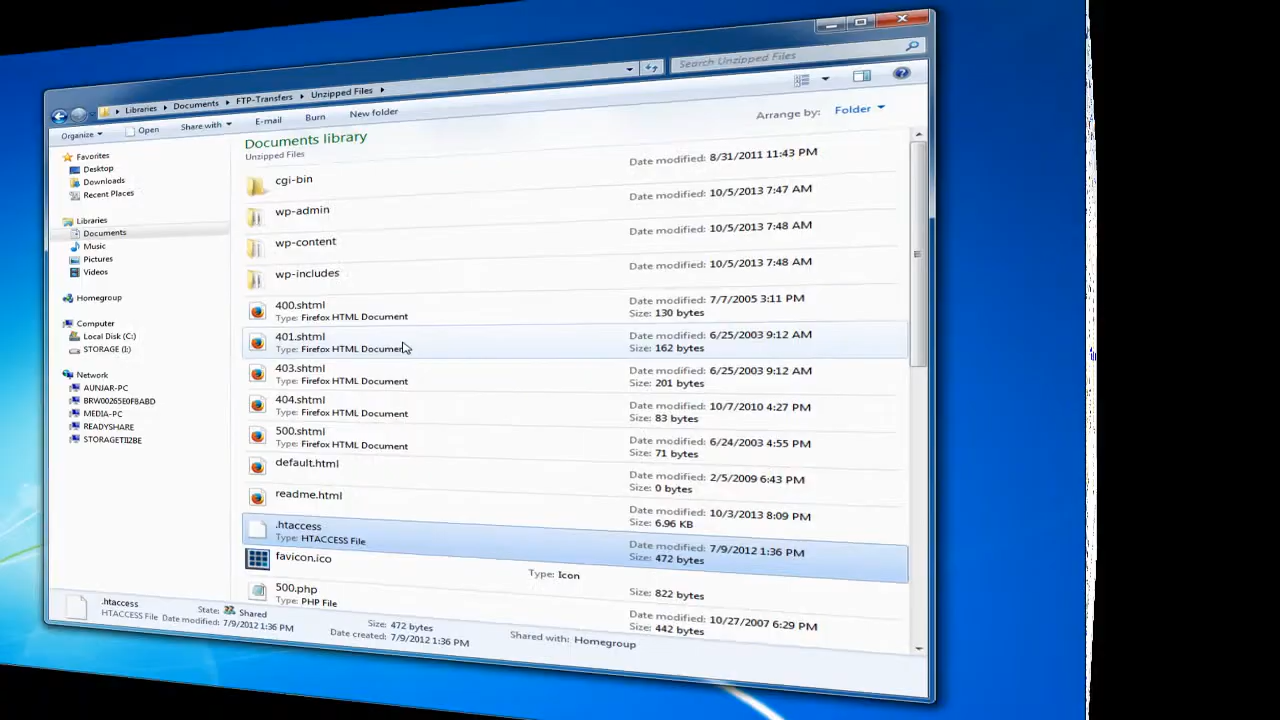 Search Unzipped Files
Libraries Documents FTP-Transfers Unzipped Files
Organize Open Share with E-mail Burn New folder
Favorites
Desktop
Downloads
Recent Places
Libraries
Documents
Music
Pictures
Videos
Homegroup
Computer
Local Disk (C:)
STORAGE (I:)
Network
AUNJAR-PC
BRW00265E0F8ABD
MEDIA-PC
READYSHARE
STORAGETII2BE
Documents library
Unzipped Files
Arrange by: Folder
cgi-bin Date modified: 8/31/2011 11:43 PM
wp-admin Date modified: 10/5/2013 7:47 AM
wp-content Date modified: 10/5/2013 7:48 AM
wp-includes Date modified: 10/5/2013 7:48 AM
400.shtml Date modified: 7/7/2005 3:11 PM
Type: Firefox HTML Document Size: 130 bytes
401.shtml Date modified: 6/25/2003 9:12 AM
Type: Firefox HTML Document Size: 162 bytes
403.shtml Date modified: 6/25/2003 9:12 AM
Type: Firefox HTML Document Size: 201 bytes
404.shtml Date modified: 10/7/2010 4:27 PM
Type: Firefox HTML Document Size: 83 bytes
500.shtml Date modified: 6/24/2003 4:55 PM
Type: Firefox HTML Document Size: 71 bytes
default.html Date modified: 2/5/2009 6:43 PM
Size: 0 bytes
readme.html Date modified: 10/3/2013 8:09 PM
Size: 6.96 KB
.htaccess Date modified: 7/9/2012 1:36 PM
Type: HTACCESS File Size: 472 bytes
favicon.ico Type: Icon Size: 822 bytes
500.php Date modified: 10/27/2007 6:29 PM
Type: PHP File Size: 442 bytes
.htaccess State: Shared Size: 472 bytes Shared with: Homegroup
HTACCESS File Date modified: 7/9/2012 1:36 PM Date created: 7/9/2012 1:36 PM